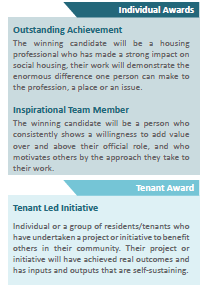 Individual Awards
Outstanding Achievement
The winning candidate will be a housing
professional who has made a strong impact on
social housing, their work will demonstrate the
enormous difference one person can make to
the profession, a place or an issue.
Inspirational Team Member
The winning candidate will be a person who
consistently shows a willingness to add value
over and above their official role, and who
motivates others by the approach they take to
their work.
Tenant Award
Tenant Led Initiative
Individual or a group of residents/tenants who
have undertaken a project or initiative to benefit
others in their community. Their project or
initiative will have achieved real outcomes and
has inputs and outputs that are self-sustaining.